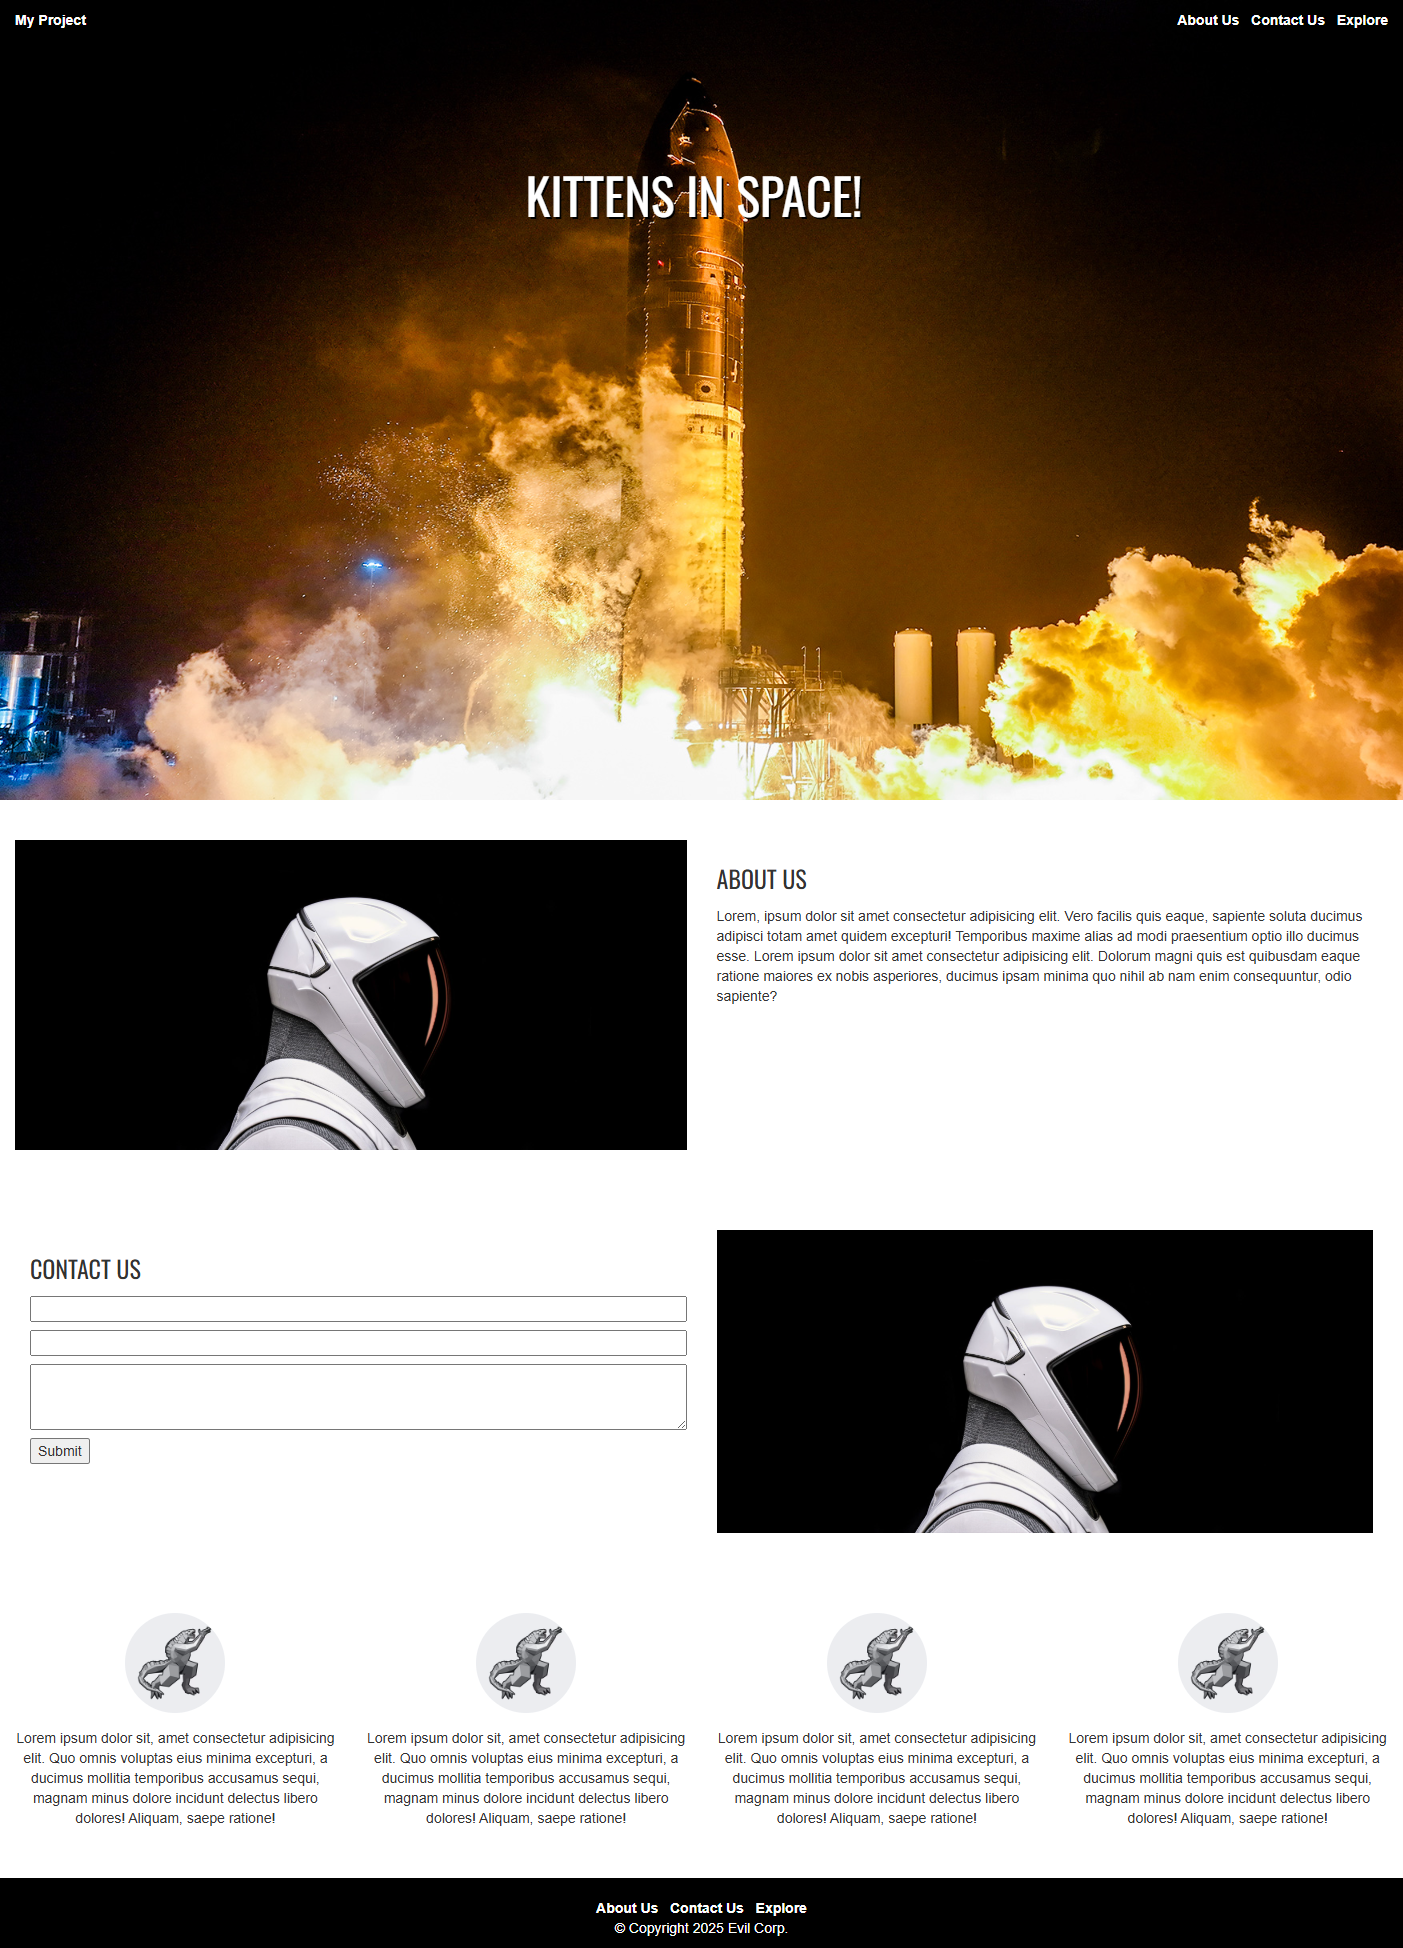 My Project
About Us Contact Us Explore
KITTENS IN SPACE!
ABOUT US
Lorem, ipsum dolor sit amet consectetur adipisicing elit. Vero facilis quis eaque, sapiente soluta ducimus
adipisci totam amet quidem excepturi! Temporibus maxime alias ad modi praesentium optio illo ducimus
esse. Lorem ipsum dolor sit amet consectetur adipisicing elit. Dolorum magni quis est quibusdam eaque
ratione maiores ex nobis asperiores, ducimus ipsam minima quo nihil ab nam enim consequuntur, odio
sapiente?
CONTACT US
Submit
Lorem ipsum dolor sit, amet consectetur adipisicing
elit. Quo omnis voluptas eius minima excepturi, a
ducimus mollitia temporibus accusamus sequi,
magnam minus dolore incidunt delectus libero
dolores! Aliquam, saepe ratione!
Lorem ipsum dolor sit, amet consectetur adipisicing
elit. Quo omnis voluptas eius minima excepturi, a
ducimus mollitia temporibus accusamus sequi,
magnam minus dolore incidunt delectus libero
dolores! Aliquam, saepe ratione!
Lorem ipsum dolor sit, amet consectetur adipisicing
elit. Quo omnis voluptas eius minima excepturi, a
ducimus mollitia temporibus accusamus sequi,
magnam minus dolore incidunt delectus libero
dolores! Aliquam, saepe ratione!
Lorem ipsum dolor sit, amet consectetur adipisicing
elit. Quo omnis voluptas eius minima excepturi, a
ducimus mollitia temporibus accusamus sequi,
magnam minus dolore incidunt delectus libero
dolores! Aliquam, saepe ratione!
About Us Contact Us Explore
© Copyright 2025 Evil Corp.